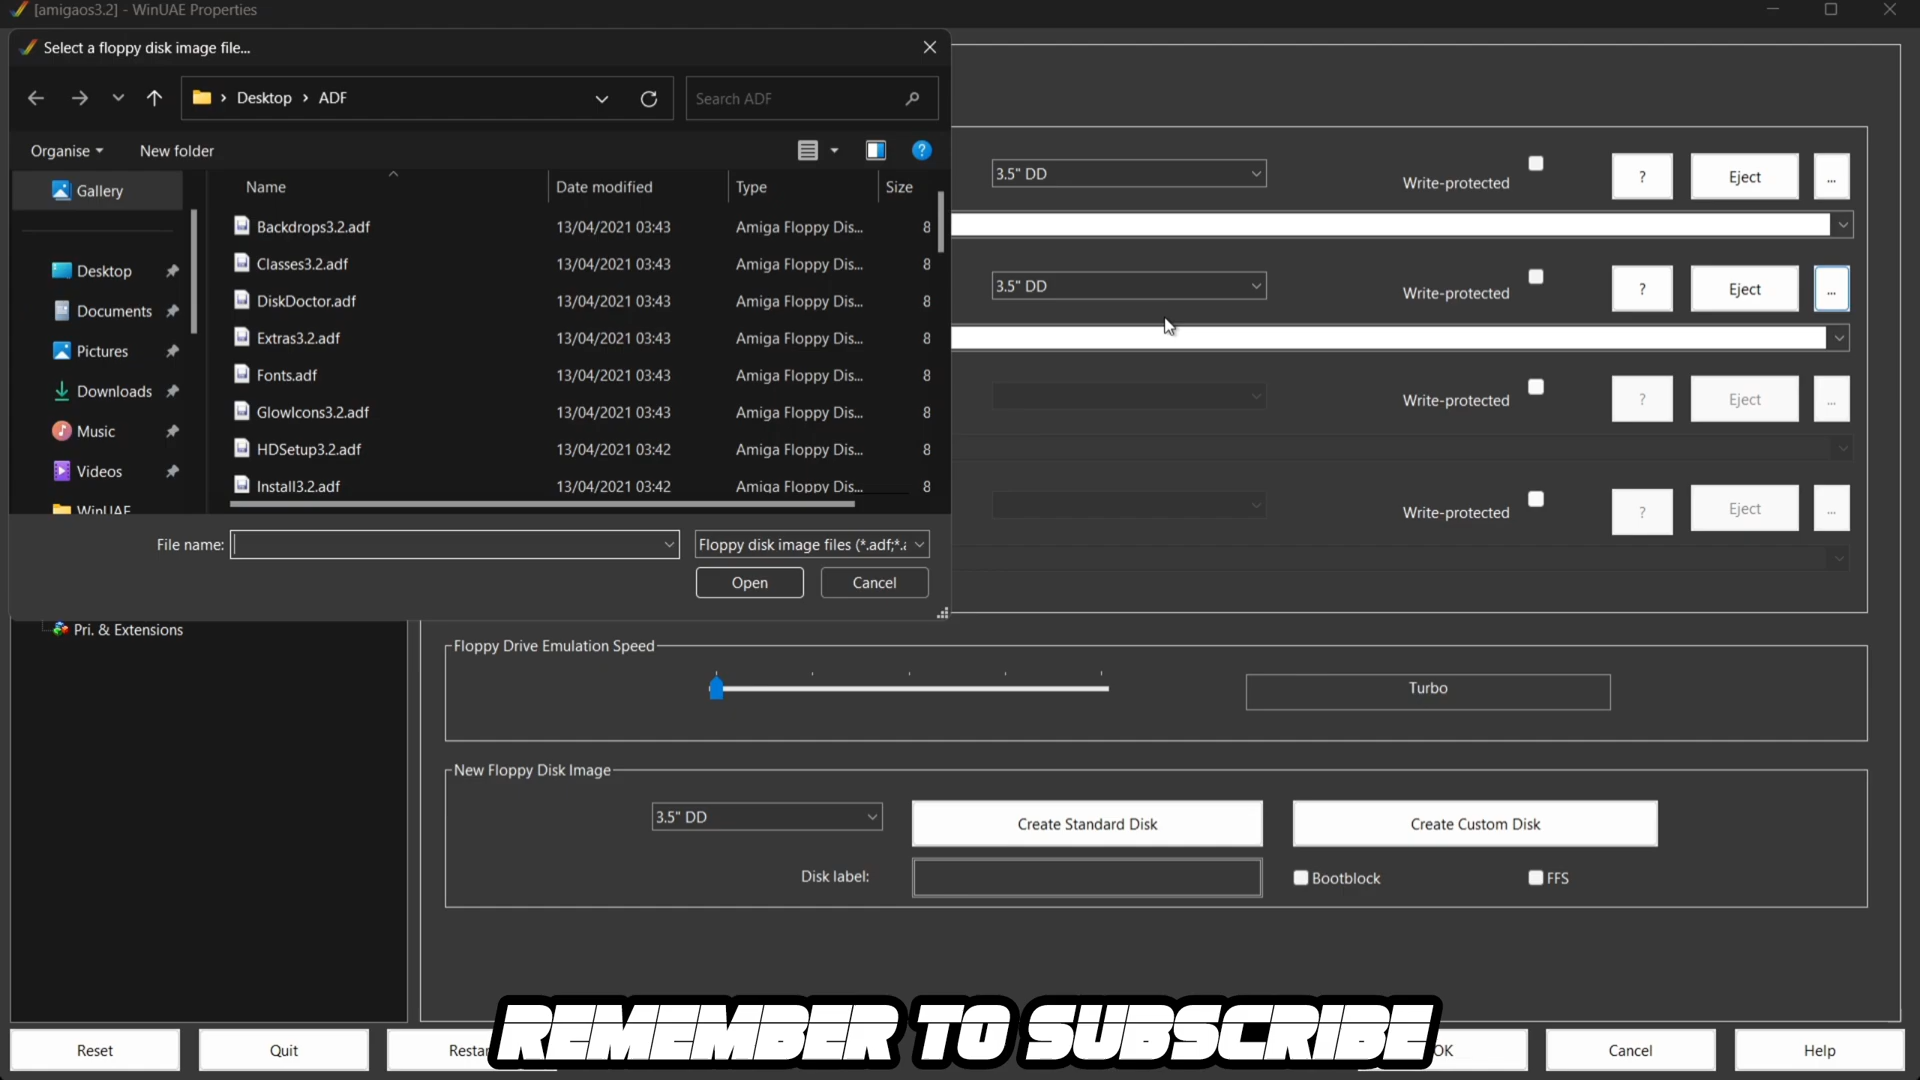 [amigaos3.2] - WinUAE Properties
Select a floppy disk image file...
Desktop > ADF
Search ADF
Organise
New folder
?
Gallery
Desktop
Documents
Pictures
Downloads
Music
Videos
WinUAE
Name Date modified Type Size
Backdrops3.2.adf 13/04/2021 03:43 Amiga Floppy Dis... 8
Classes3.2.adf 13/04/2021 03:43 Amiga Floppy Dis... 8
DiskDoctor.adf 13/04/2021 03:43 Amiga Floppy Dis... 8
Extras3.2.adf 13/04/2021 03:43 Amiga Floppy Dis... 8
Fonts.adf 13/04/2021 03:43 Amiga Floppy Dis... 8
GlowIcons3.2.adf 13/04/2021 03:43 Amiga Floppy Dis... 8
HDSetup3.2.adf 13/04/2021 03:42 Amiga Floppy Dis... 8
Install3.2.adf 13/04/2021 03:42 Amiga Floppy Dis... 8
File name:
Floppy disk image files (*.adf;*.a
Open
Cancel
3.5" DD Write-protected ? Eject ...
3.5" DD Write-protected ? Eject ...
Write-protected ? Eject ...
Write-protected ? Eject ...
Pri. & Extensions
Floppy Drive Emulation Speed
Turbo
New Floppy Disk Image
3.5" DD
Create Standard Disk
Create Custom Disk
Disk label:
Bootblock
FFS
REMEMBER TO SUBSCRIBE
Reset
Quit
Restar
OK
Cancel
Help